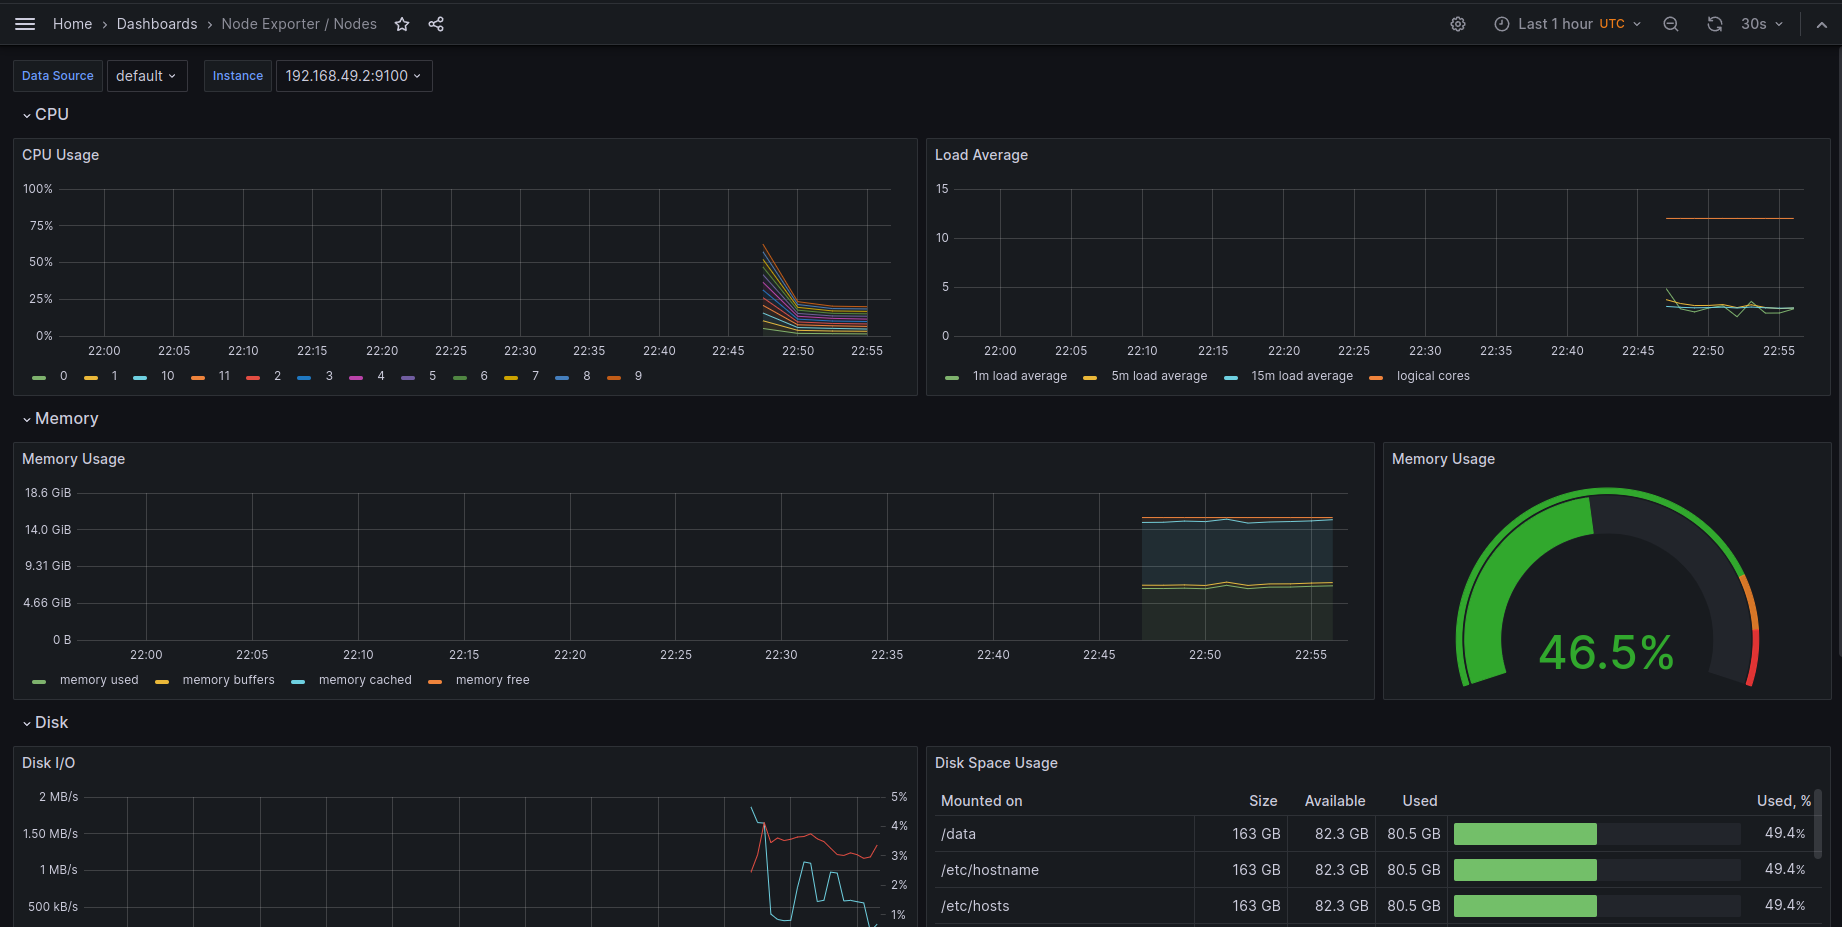 Home › Dashboards › Node Exporter / Nodes
Last 1 hour UTC
30s
Data Source default
Instance 192.168.49.2:9100
CPU
CPU Usage
100%
75%
50%
25%
0%
22:00 22:05 22:10 22:15 22:20 22:25 22:30 22:35 22:40 22:45 22:50 22:55
0 1 10 11 2 3 4 5 6 7 8 9
Load Average
15
10
5
0
22:00 22:05 22:10 22:15 22:20 22:25 22:30 22:35 22:40 22:45 22:50 22:55
1m load average 5m load average 15m load average logical cores
Memory
Memory Usage
18.6 GiB
14.0 GiB
9.31 GiB
4.66 GiB
0 B
22:00 22:05 22:10 22:15 22:20 22:25 22:30 22:35 22:40 22:45 22:50 22:55
memory used memory buffers memory cached memory free
Memory Usage
46.5%
Disk
Disk I/O
2 MB/s
1.50 MB/s
1 MB/s
500 kB/s
5%
4%
3%
2%
1%
Disk Space Usage
Mounted on Size Available Used Used, %
/data 163 GB 82.3 GB 80.5 GB 49.4%
/etc/hostname 163 GB 82.3 GB 80.5 GB 49.4%
/etc/hosts 163 GB 82.3 GB 80.5 GB 49.4%